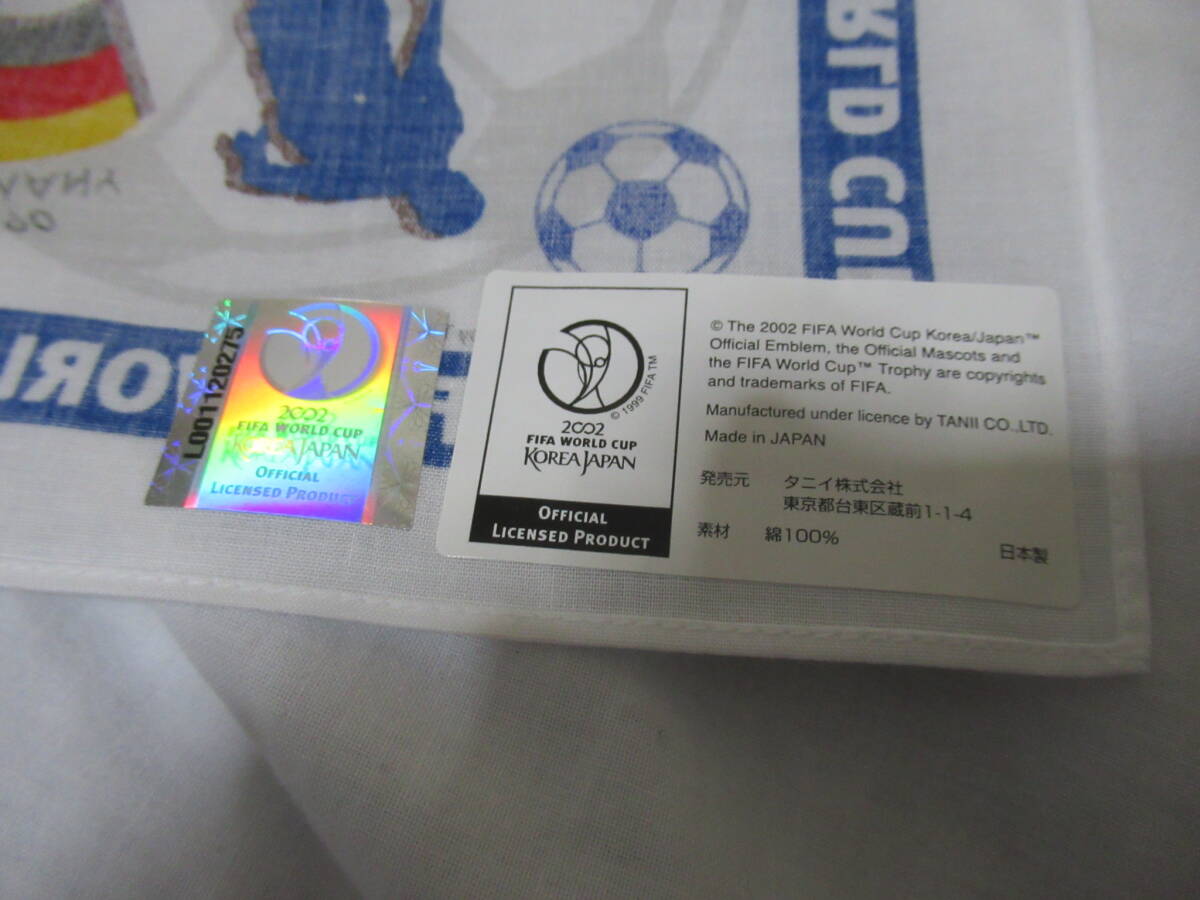 WORLD CU
WORL
L001120275
2002
FIFA WORLD CUP
KOREA JAPAN
OFFICIAL
LICENSED PRODUCT
© 1999 FIFA TM
2002
FIFA WORLD CUP
KOREA JAPAN
OFFICIAL
LICENSED PRODUCT
© The 2002 FIFA World Cup Korea/Japan™
Official Emblem, the Official Mascots and
the FIFA World Cup™ Trophy are copyrights
and trademarks of FIFA.
Manufactured under licence by TANII CO.,LTD.
Made in JAPAN
発売元 タニイ株式会社
東京都台東区蔵前1-1-4
素材 綿100%
日本製